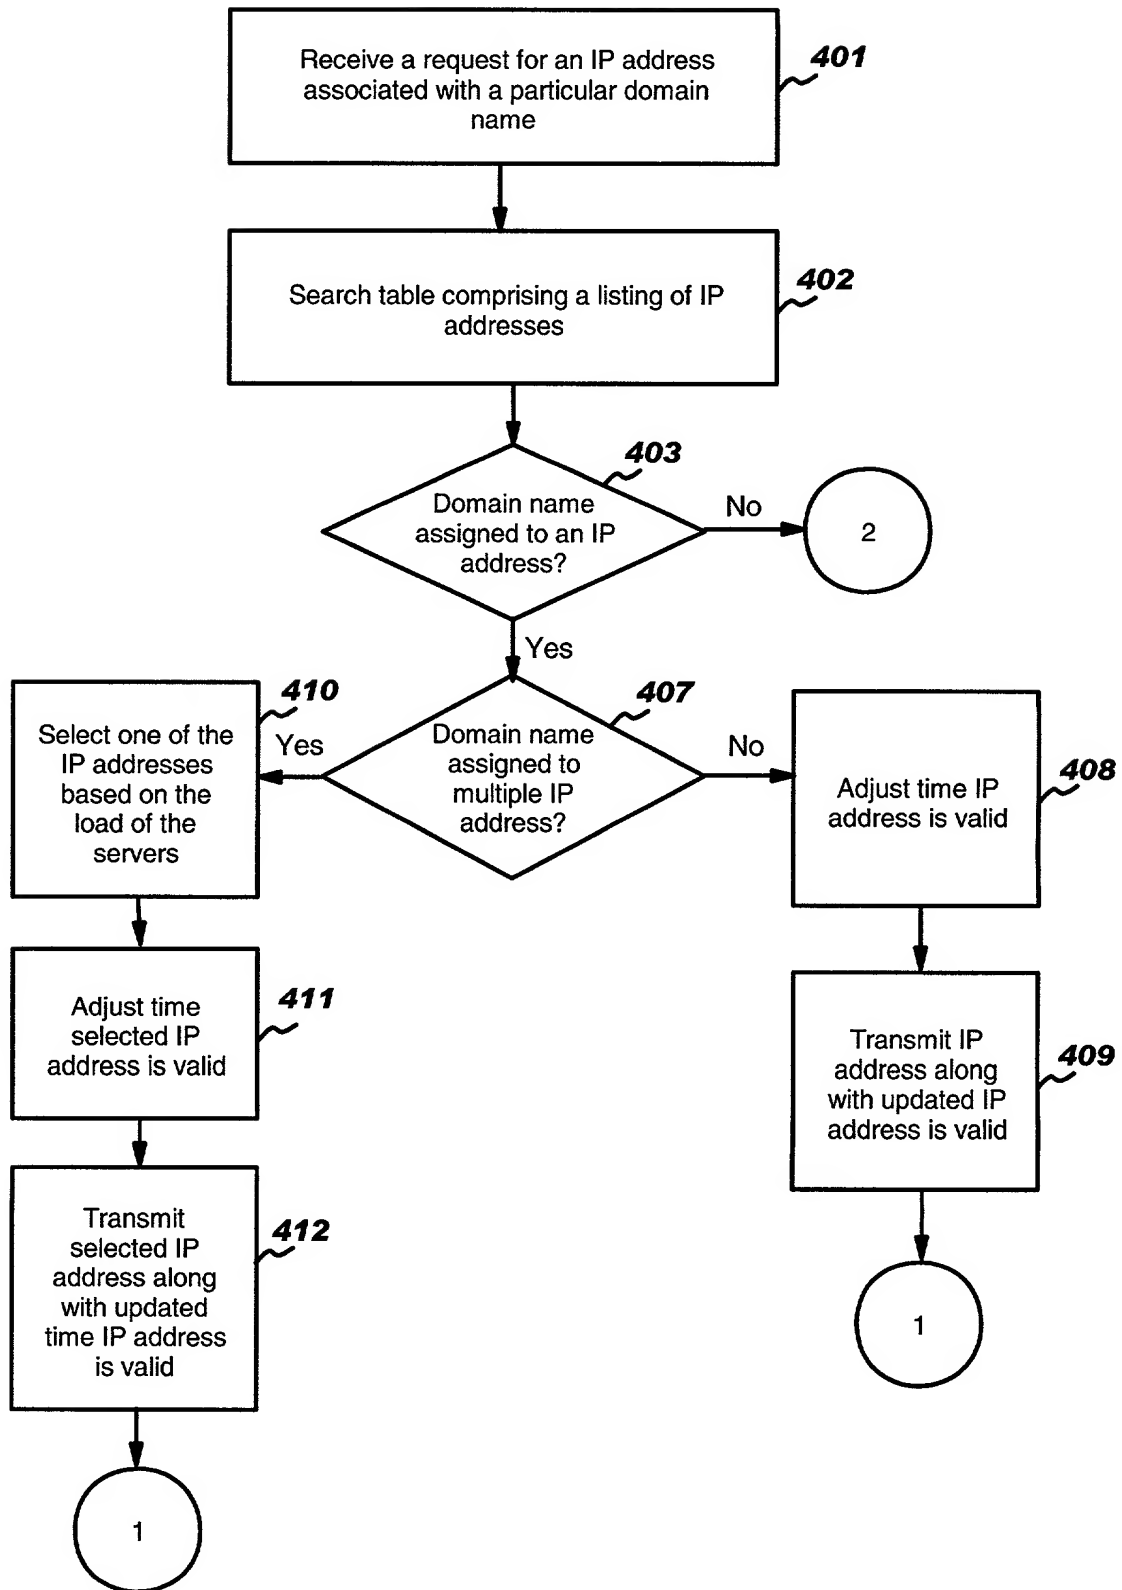 Receive a request for an IP address
associated with a particular domain
name
401
Search table comprising a listing of IP
addresses
402
403
Domain name
assigned to an IP
address?
No
2
Yes
410
Select one of the
IP addresses
based on the
load of the
servers
Yes
407
Domain name
assigned to
multiple IP
address?
No
Adjust time IP
address is valid
408
Adjust time
selected IP
address is valid
411
Transmit IP
address along
with updated IP
address is valid
409
Transmit
selected IP
address along
with updated
time IP address
is valid
412
1
1